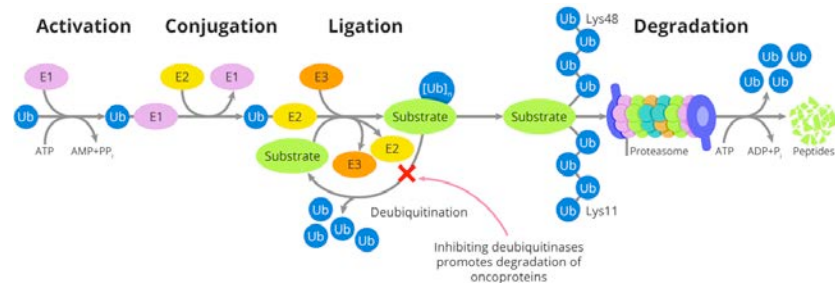 Activation
Conjugation
Ligation
Degradation
E1
Ub
ATP
AMP+PPi
Ub
E1
E2
E1
Ub
E2
E3
[Ub]n
Substrate
Substrate
E3
E2
Ub
Ub
Ub
Ub
Deubiquitination
Inhibiting deubiquitinases
promotes degradation of
oncoproteins
Substrate
Ub
Lys48
Ub
Ub
Ub
Ub
Ub
Ub
Ub
Lys11
Proteasome
ATP
ADP+Pi
Ub
Ub
Ub
Ub
Peptides